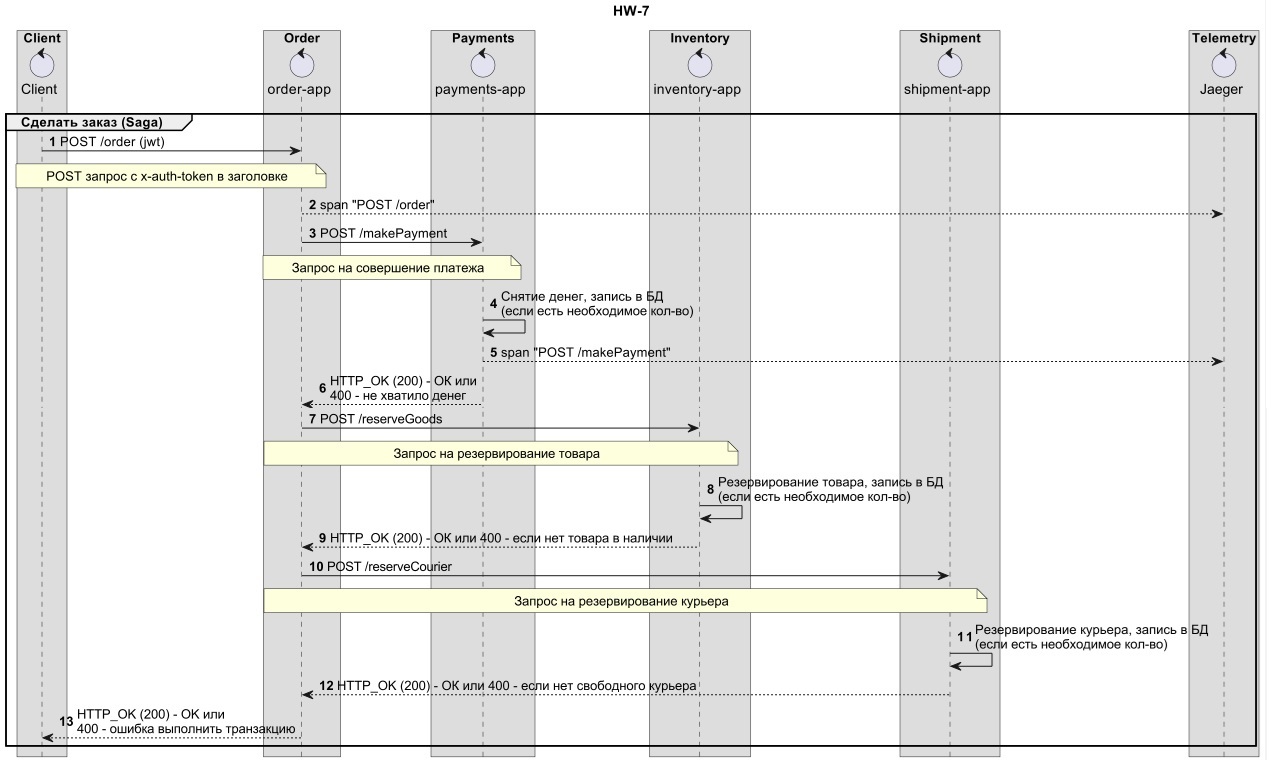 HW-7
Client
Order
Payments
Inventory
Shipment
Telemetry
Client
order-app
payments-app
inventory-app
shipment-app
Jaeger
Сделать заказ (Saga)
1 POST /order (jwt)
POST запрос с x-auth-token в заголовке
2 span "POST /order"
3 POST /makePayment
Запрос на совершение платежа
4 Снятие денег, запись в БД
(если есть необходимое кол-во)
5 span "POST /makePayment"
6 HTTP_OK (200) - ОК или
400 - не хватило денег
7 POST /reserveGoods
Запрос на резервирование товара
8 Резервирование товара, запись в БД
(если есть необходимое кол-во)
9 HTTP_OK (200) - ОК или 400 - если нет товара в наличии
10 POST /reserveCourier
Запрос на резервирование курьера
11 Резервирование курьера, запись в БД
(если есть необходимое кол-во)
12 HTTP_OK (200) - ОК или 400 - если нет свободного курьера
13 HTTP_OK (200) - ОК или
400 - ошибка выполнить транзакцию